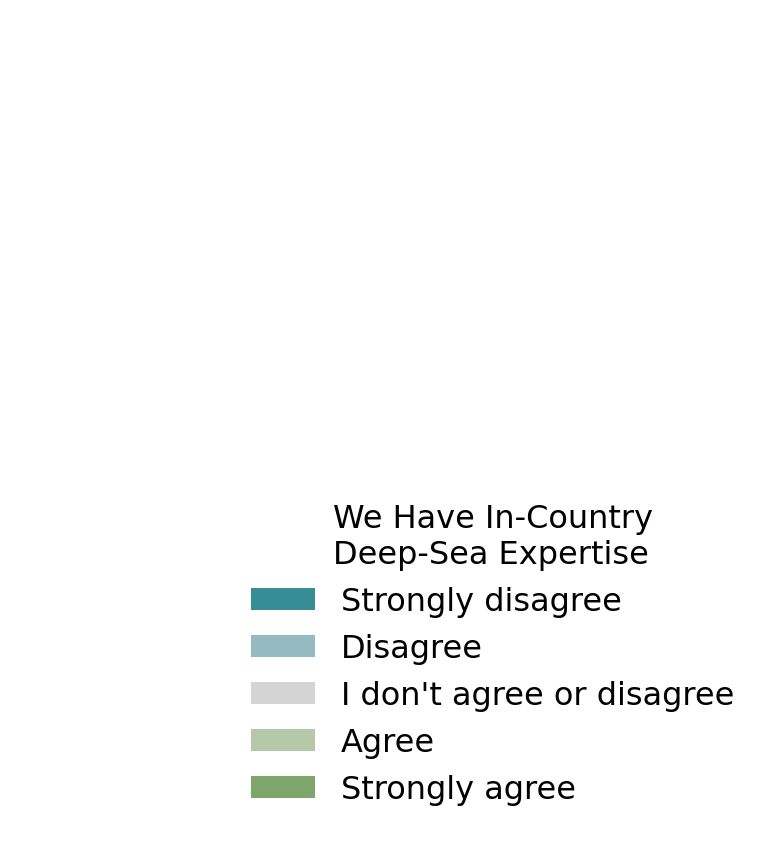 We Have In-Country
Deep-Sea Expertise
Strongly disagree
Disagree
I don't agree or disagree
Agree
Strongly agree